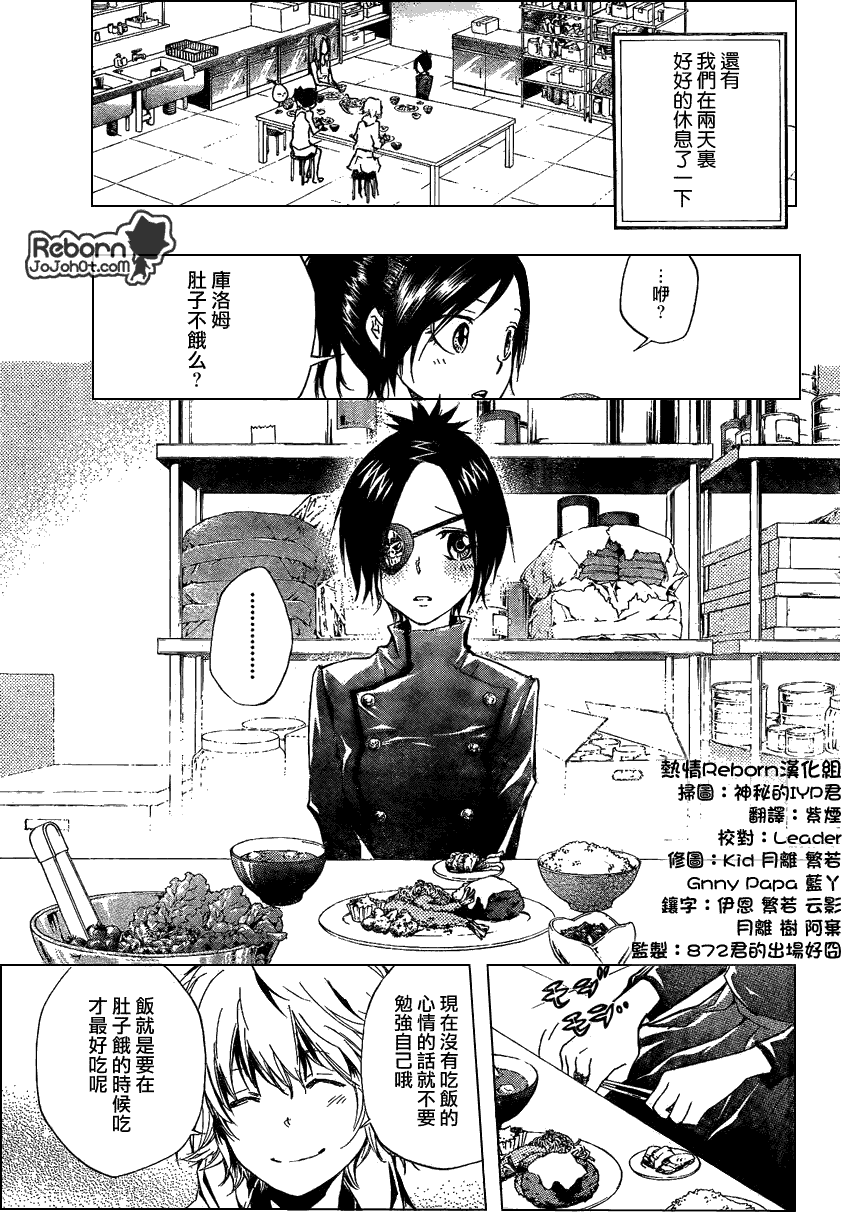 還有
我們在兩天裏
好好的休息了一下
Reborn
JoJoHOt.com
…咿?
庫洛姆
肚子不餓么?
………
熱情Reborn漢化組
掃圖：神秘的IYP君
翻譯：紫煙
校對：Leader
修圖：Kid 月離 繁若
Gnny Papa 藍丫
鑲字：伊恩 繁若 云影
月離 樹 阿棄
監製：872君的出場好囧
現在沒有吃飯的
心情的話就不要
勉強自己哦
飯就是要在
肚子餓的時候吃
才最好吃呢